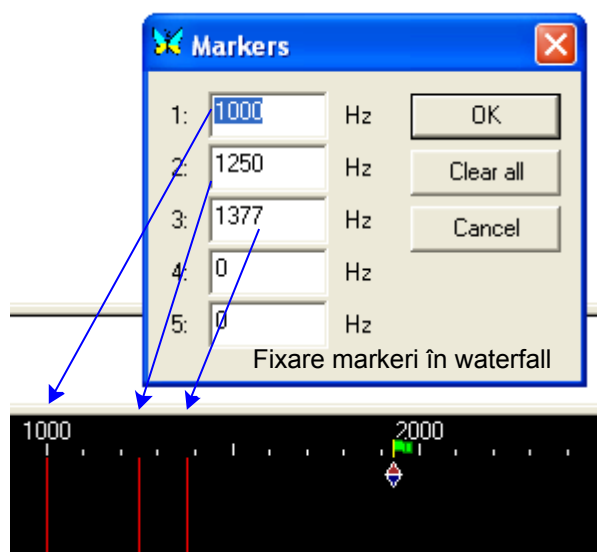 Markers
1: 1000 Hz OK
2: 1250 Hz Clear all
3: 1377 Hz Cancel
4: 0 Hz
5: 0 Hz
Fixare markeri în waterfall
1000 2000